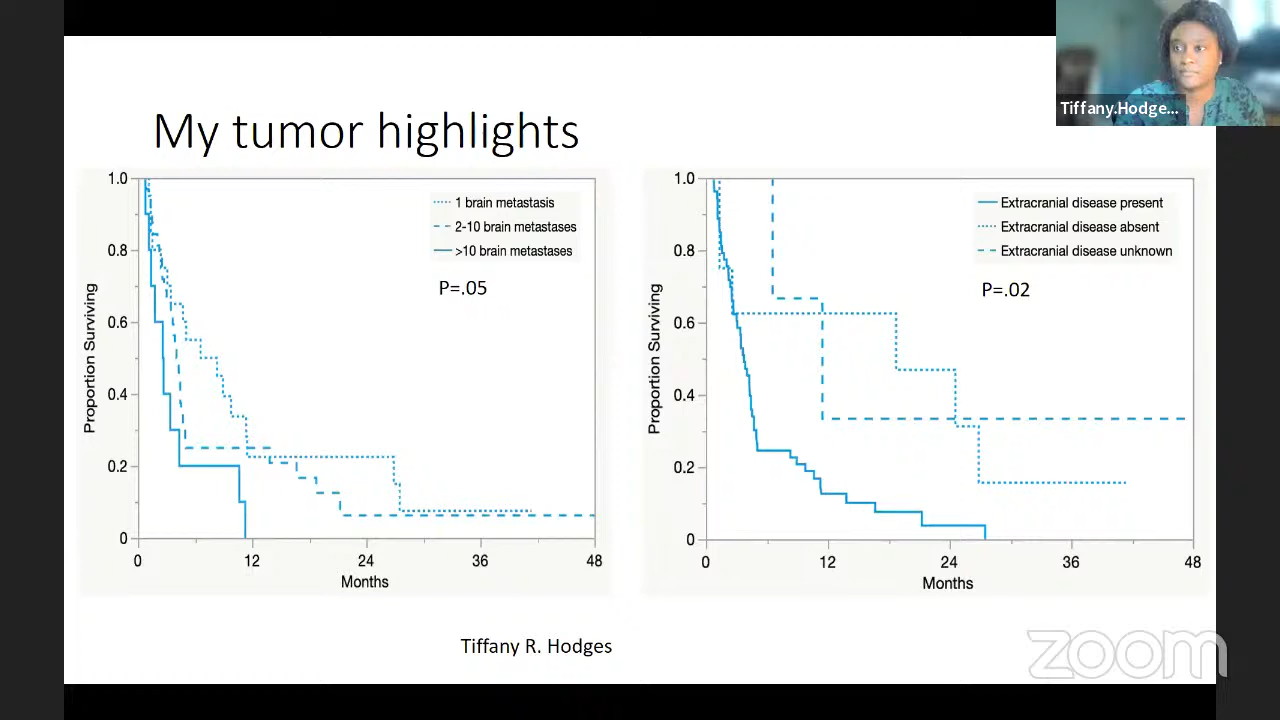 Tiffany.Hodge...
My tumor highlights
1.0
0.8
0.6
0.4
0.2
0
Proportion Surviving
1 brain metastasis
2-10 brain metastases
>10 brain metastases
P=.05
0 12 24 36 48
Months
1.0
0.8
0.6
0.4
0.2
0
Proportion Surviving
Extracranial disease present
Extracranial disease absent
Extracranial disease unknown
P=.02
0 12 24 36 48
Months
Tiffany R. Hodges
zoom